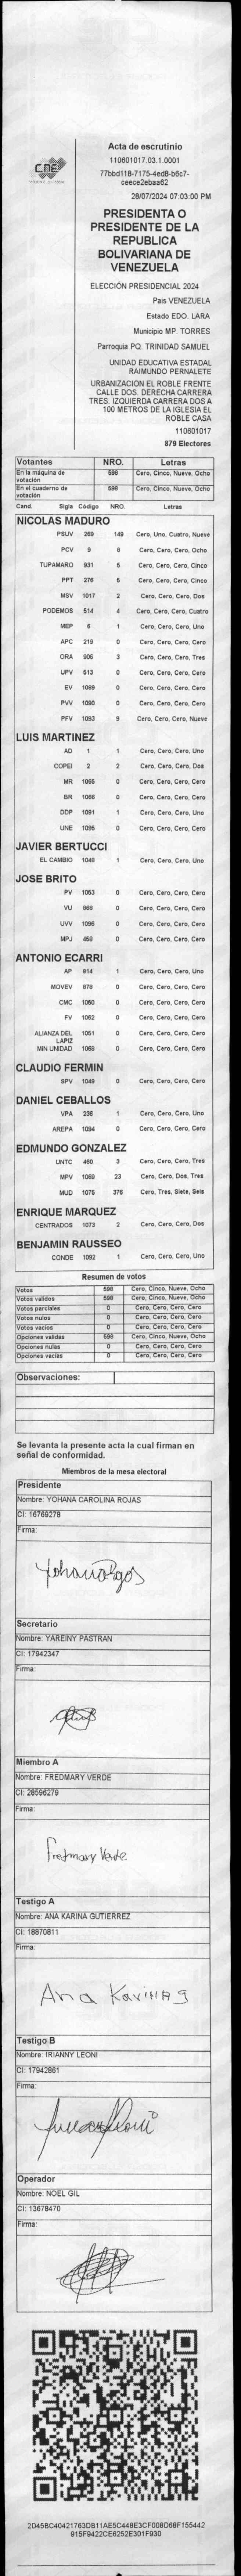 CNE
Acta de escrutinio
110601017.03.1.0001
77bbd118-7175-4ed8-b6c7-
ceece2ebaa62
28/07/2024 07:03:00 PM
PRESIDENTA O
PRESIDENTE DE LA
REPUBLICA
BOLIVARIANA DE
VENEZUELA
ELECCIÓN PRESIDENCIAL 2024
País VENEZUELA
Estado EDO. LARA
Municipio MP. TORRES
Parroquia PQ. TRINIDAD SAMUEL
UNIDAD EDUCATIVA ESTADAL
RAIMUNDO PERNALETE
URBANIZACIÓN EL ROBLE FRENTE
CALLE DOS. DERECHA CARRERA
TRES. IZQUIERDA CARRERA DOS A
100 METROS DE LA IGLESIA EL
ROBLE CASA
110601017
879 Electores
Votantes NRO. Letras
En la máquina de votación 598 Cero, Cinco, Nueve, Ocho
En el cuaderno de votación 598 Cero, Cinco, Nueve, Ocho
Cand. Sigla Código NRO. Letras
NICOLAS MADURO
PSUV 269 149 Cero, Uno, Cuatro, Nueve
PCV 9 8 Cero, Cero, Cero, Ocho
TUPAMARO 931 5 Cero, Cero, Cero, Cinco
PPT 276 5 Cero, Cero, Cero, Cinco
MSV 1017 2 Cero, Cero, Cero, Dos
PODEMOS 514 4 Cero, Cero, Cero, Cuatro
MEP 6 1 Cero, Cero, Cero, Uno
APC 219 0 Cero, Cero, Cero, Cero
ORA 906 3 Cero, Cero, Cero, Tres
UPV 513 0 Cero, Cero, Cero, Cero
EV 1089 0 Cero, Cero, Cero, Cero
PVV 1090 0 Cero, Cero, Cero, Cero
PFV 1093 9 Cero, Cero, Cero, Nueve
LUIS MARTINEZ
AD 1 1 Cero, Cero, Cero, Uno
COPEI 2 2 Cero, Cero, Cero, Dos
MR 1065 0 Cero, Cero, Cero, Cero
BR 1066 0 Cero, Cero, Cero, Cero
DDP 1091 1 Cero, Cero, Cero, Uno
UNE 1095 0 Cero, Cero, Cero, Cero
JAVIER BERTUCCI
EL CAMBIO 1048 1 Cero, Cero, Cero, Uno
JOSE BRITO
PV 1053 0 Cero, Cero, Cero, Cero
VU 868 0 Cero, Cero, Cero, Cero
UVV 1096 0 Cero, Cero, Cero, Cero
MPJ 458 0 Cero, Cero, Cero, Cero
ANTONIO ECARRI
AP 814 1 Cero, Cero, Cero, Uno
MOVEV 878 0 Cero, Cero, Cero, Cero
CMC 1050 0 Cero, Cero, Cero, Cero
FV 1062 0 Cero, Cero, Cero, Cero
ALIANZA DEL LAPIZ 1051 0 Cero, Cero, Cero, Cero
MIN UNIDAD 1069 0 Cero, Cero, Cero, Cero
CLAUDIO FERMIN
SPV 1049 0 Cero, Cero, Cero, Cero
DANIEL CEBALLOS
VPA 236 1 Cero, Cero, Cero, Uno
AREPA 1094 0 Cero, Cero, Cero, Cero
EDMUNDO GONZALEZ
UNTC 460 3 Cero, Cero, Cero, Tres
MPV 1069 23 Cero, Cero, Dos, Tres
MUD 1075 376 Cero, Tres, Siete, Seis
ENRIQUE MARQUEZ
CENTRADOS 1073 2 Cero, Cero, Cero, Dos
BENJAMIN RAUSSEO
CONDE 1092 1 Cero, Cero, Cero, Uno
Resumen de votos
Votos 598 Cero, Cinco, Nueve, Ocho
Votos validos 598 Cero, Cinco, Nueve, Ocho
Votos parciales 0 Cero, Cero, Cero, Cero
Votos nulos 0 Cero, Cero, Cero, Cero
Votos vacios 0 Cero, Cero, Cero, Cero
Opciones validas 598 Cero, Cinco, Nueve, Ocho
Opciones nulas 0 Cero, Cero, Cero, Cero
Opciones vacias 0 Cero, Cero, Cero, Cero
Observaciones:
Se levanta la presente acta la cual firman en
señal de conformidad.
Miembros de la mesa electoral
Presidente
Nombre: YOHANA CAROLINA ROJAS
CI: 16769278
Firma:
Secretario
Nombre: YAREINY PASTRAN
CI: 17942347
Firma:
Miembro A
Nombre: FREDMARY VERDE
CI: 28596279
Firma:
Fredmary Verde
Testigo A
Nombre: ANA KARINA GUTIERREZ
CI: 18870811
Firma:
Ana Karina g
Testigo B
Nombre: IRIANNY LEONI
CI: 17942861
Firma:
Operador
Nombre: NOEL GIL
CI: 13678470
Firma:
2D45BC40421763DB11AE5C448E3CF008D68F155442
915F9422CE6252E301F930